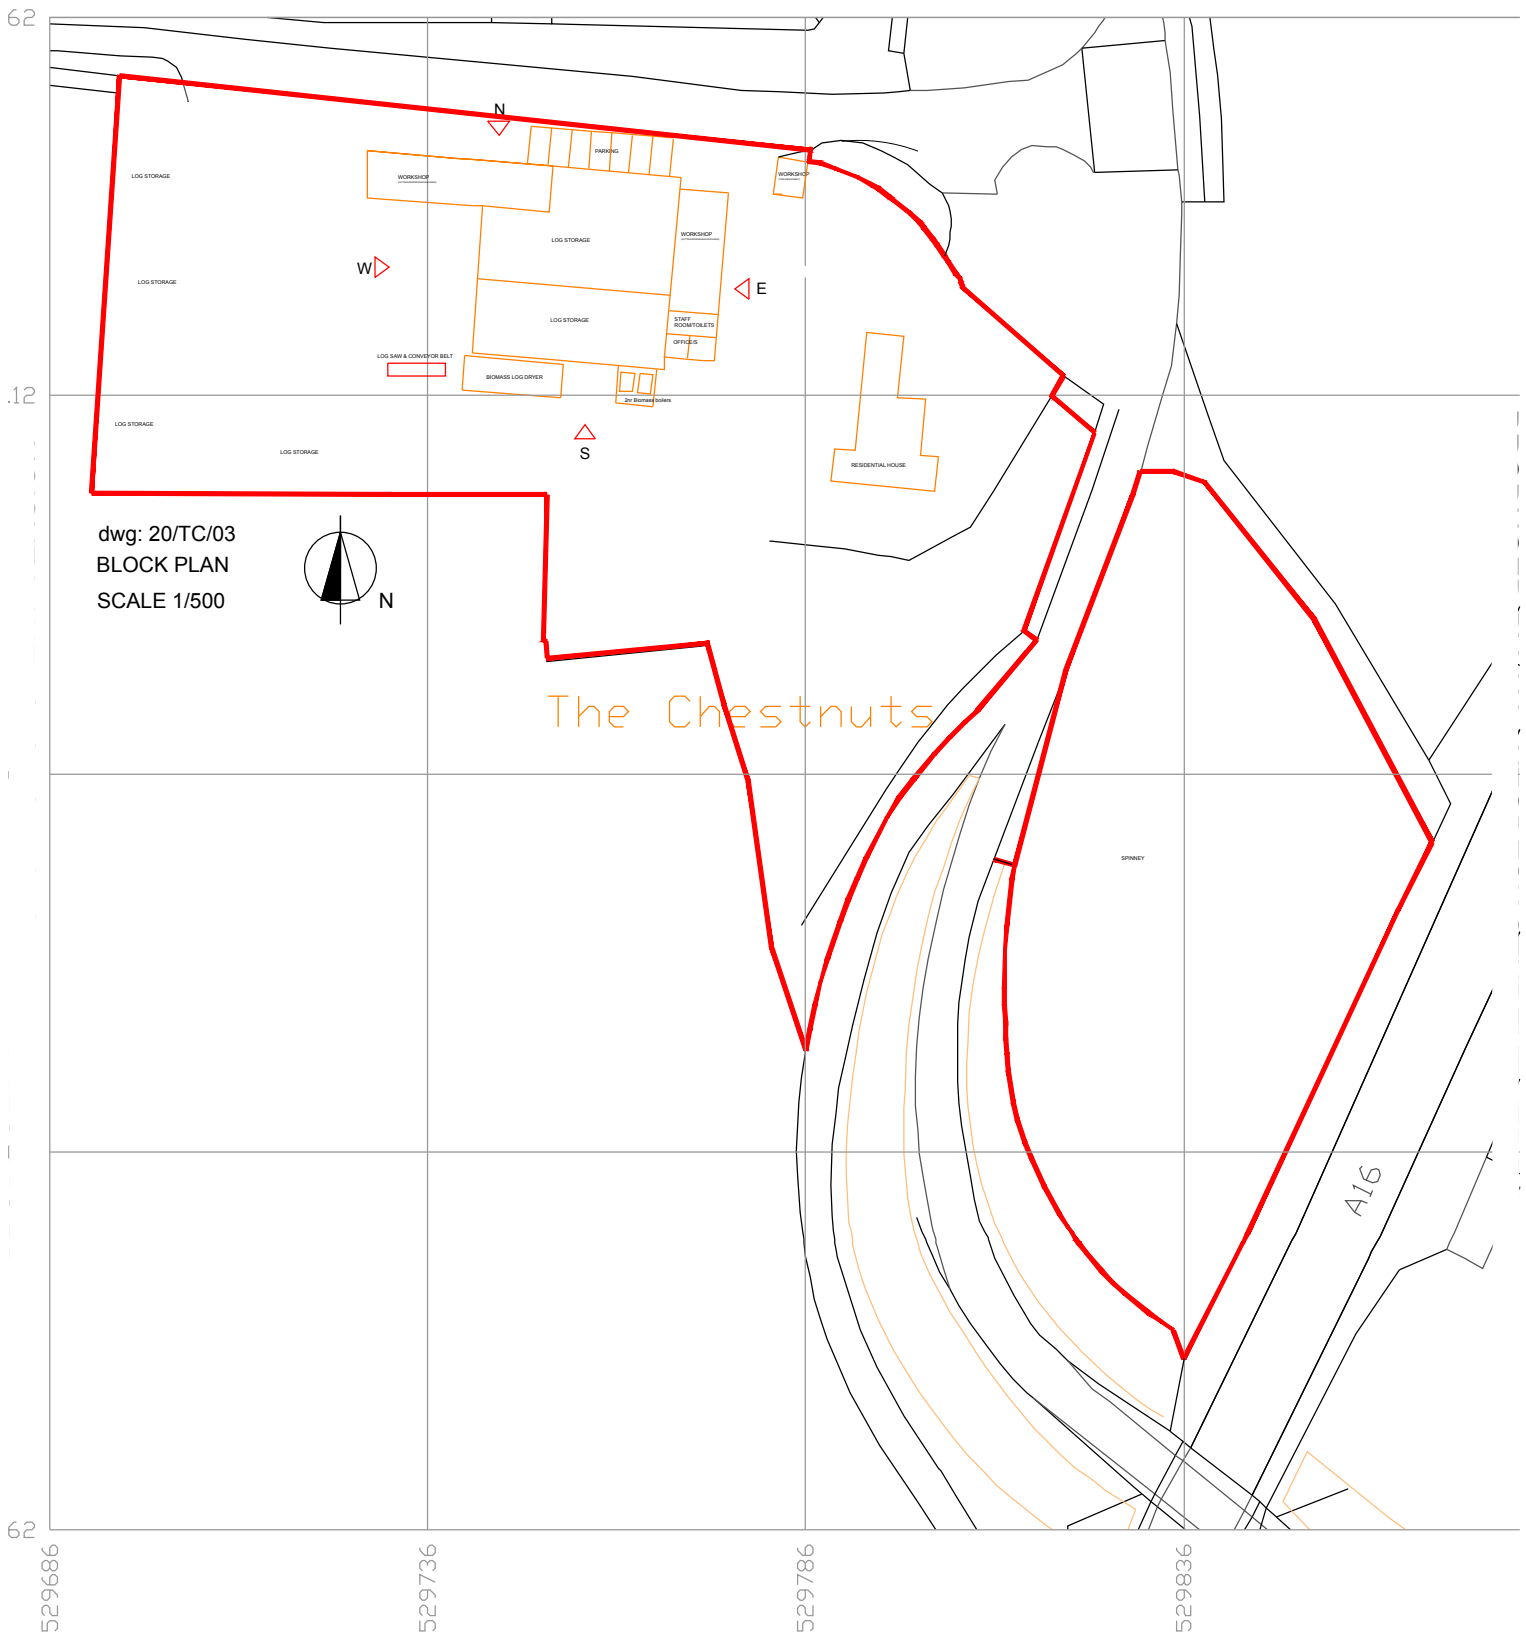 62
N
PARKING
WORKSHOP
WORKSHOP
LOG STORAGE
WORKSHOP
LOG STORAGE
W
E
LOG STORAGE
LOG STORAGE
STAFF
ROOM/TOILETS
OFFICE/S
LOG SAW & CONVEYOR BELT
BIOMASS LOG DRYER
2nr Biomass boilers
.12
LOG STORAGE
LOG STORAGE
S
RESIDENTIAL HOUSE
dwg: 20/TC/03
BLOCK PLAN
SCALE 1/500
N
The Chestnuts
SPINNEY
A16
62
529686
529736
529786
529836